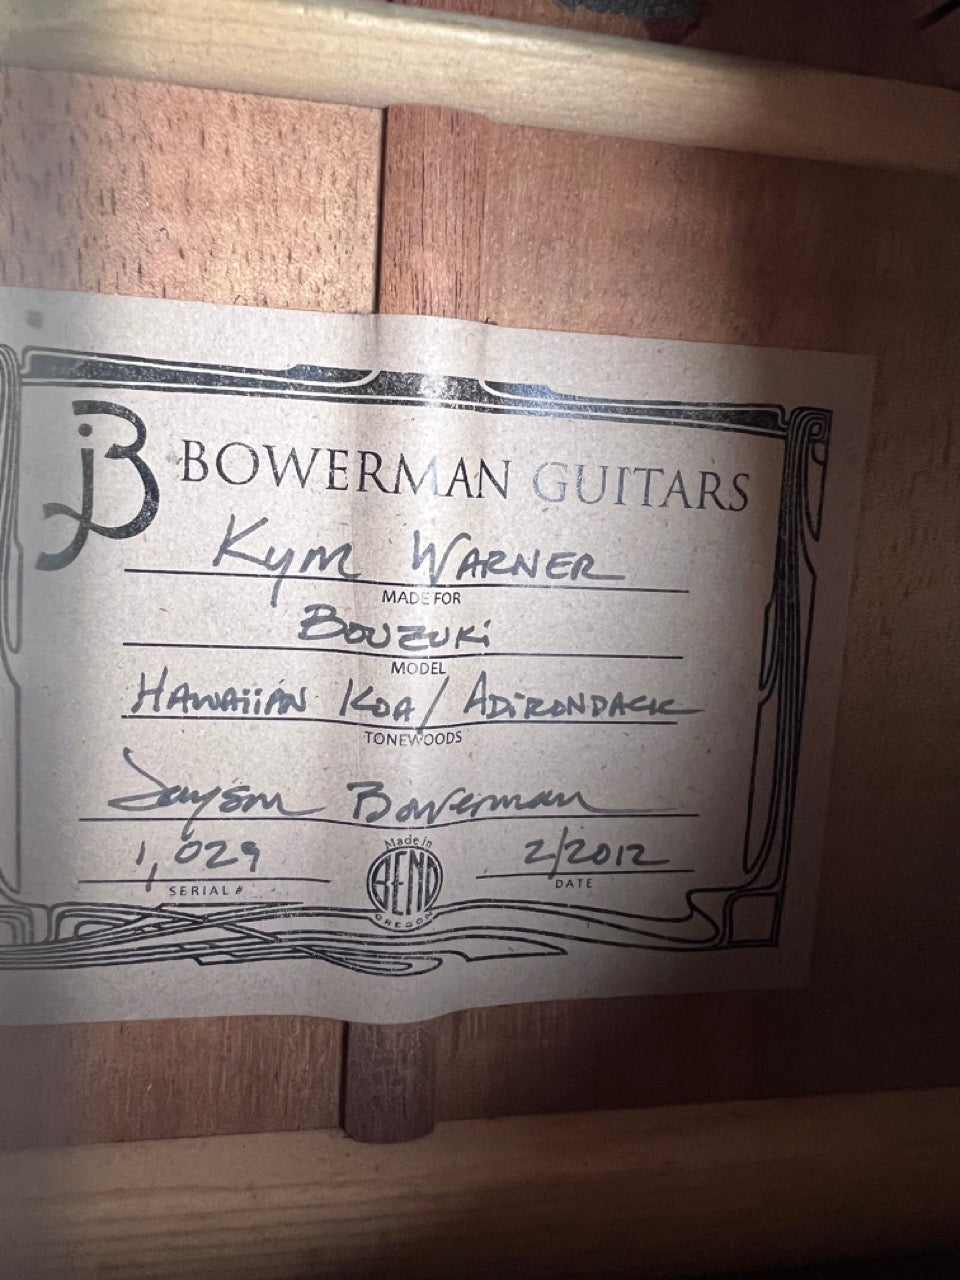 jB BOWERMAN GUITARS
KYM WARNER
MADE FOR
BOUZUKi
MODEL
HAWAiiAN KOA/ADiRONDACK
TONEWOODS
Jayson Bowerman
1,029
SERIAL #
Made in
BEND
OREGON
2/2012
DATE